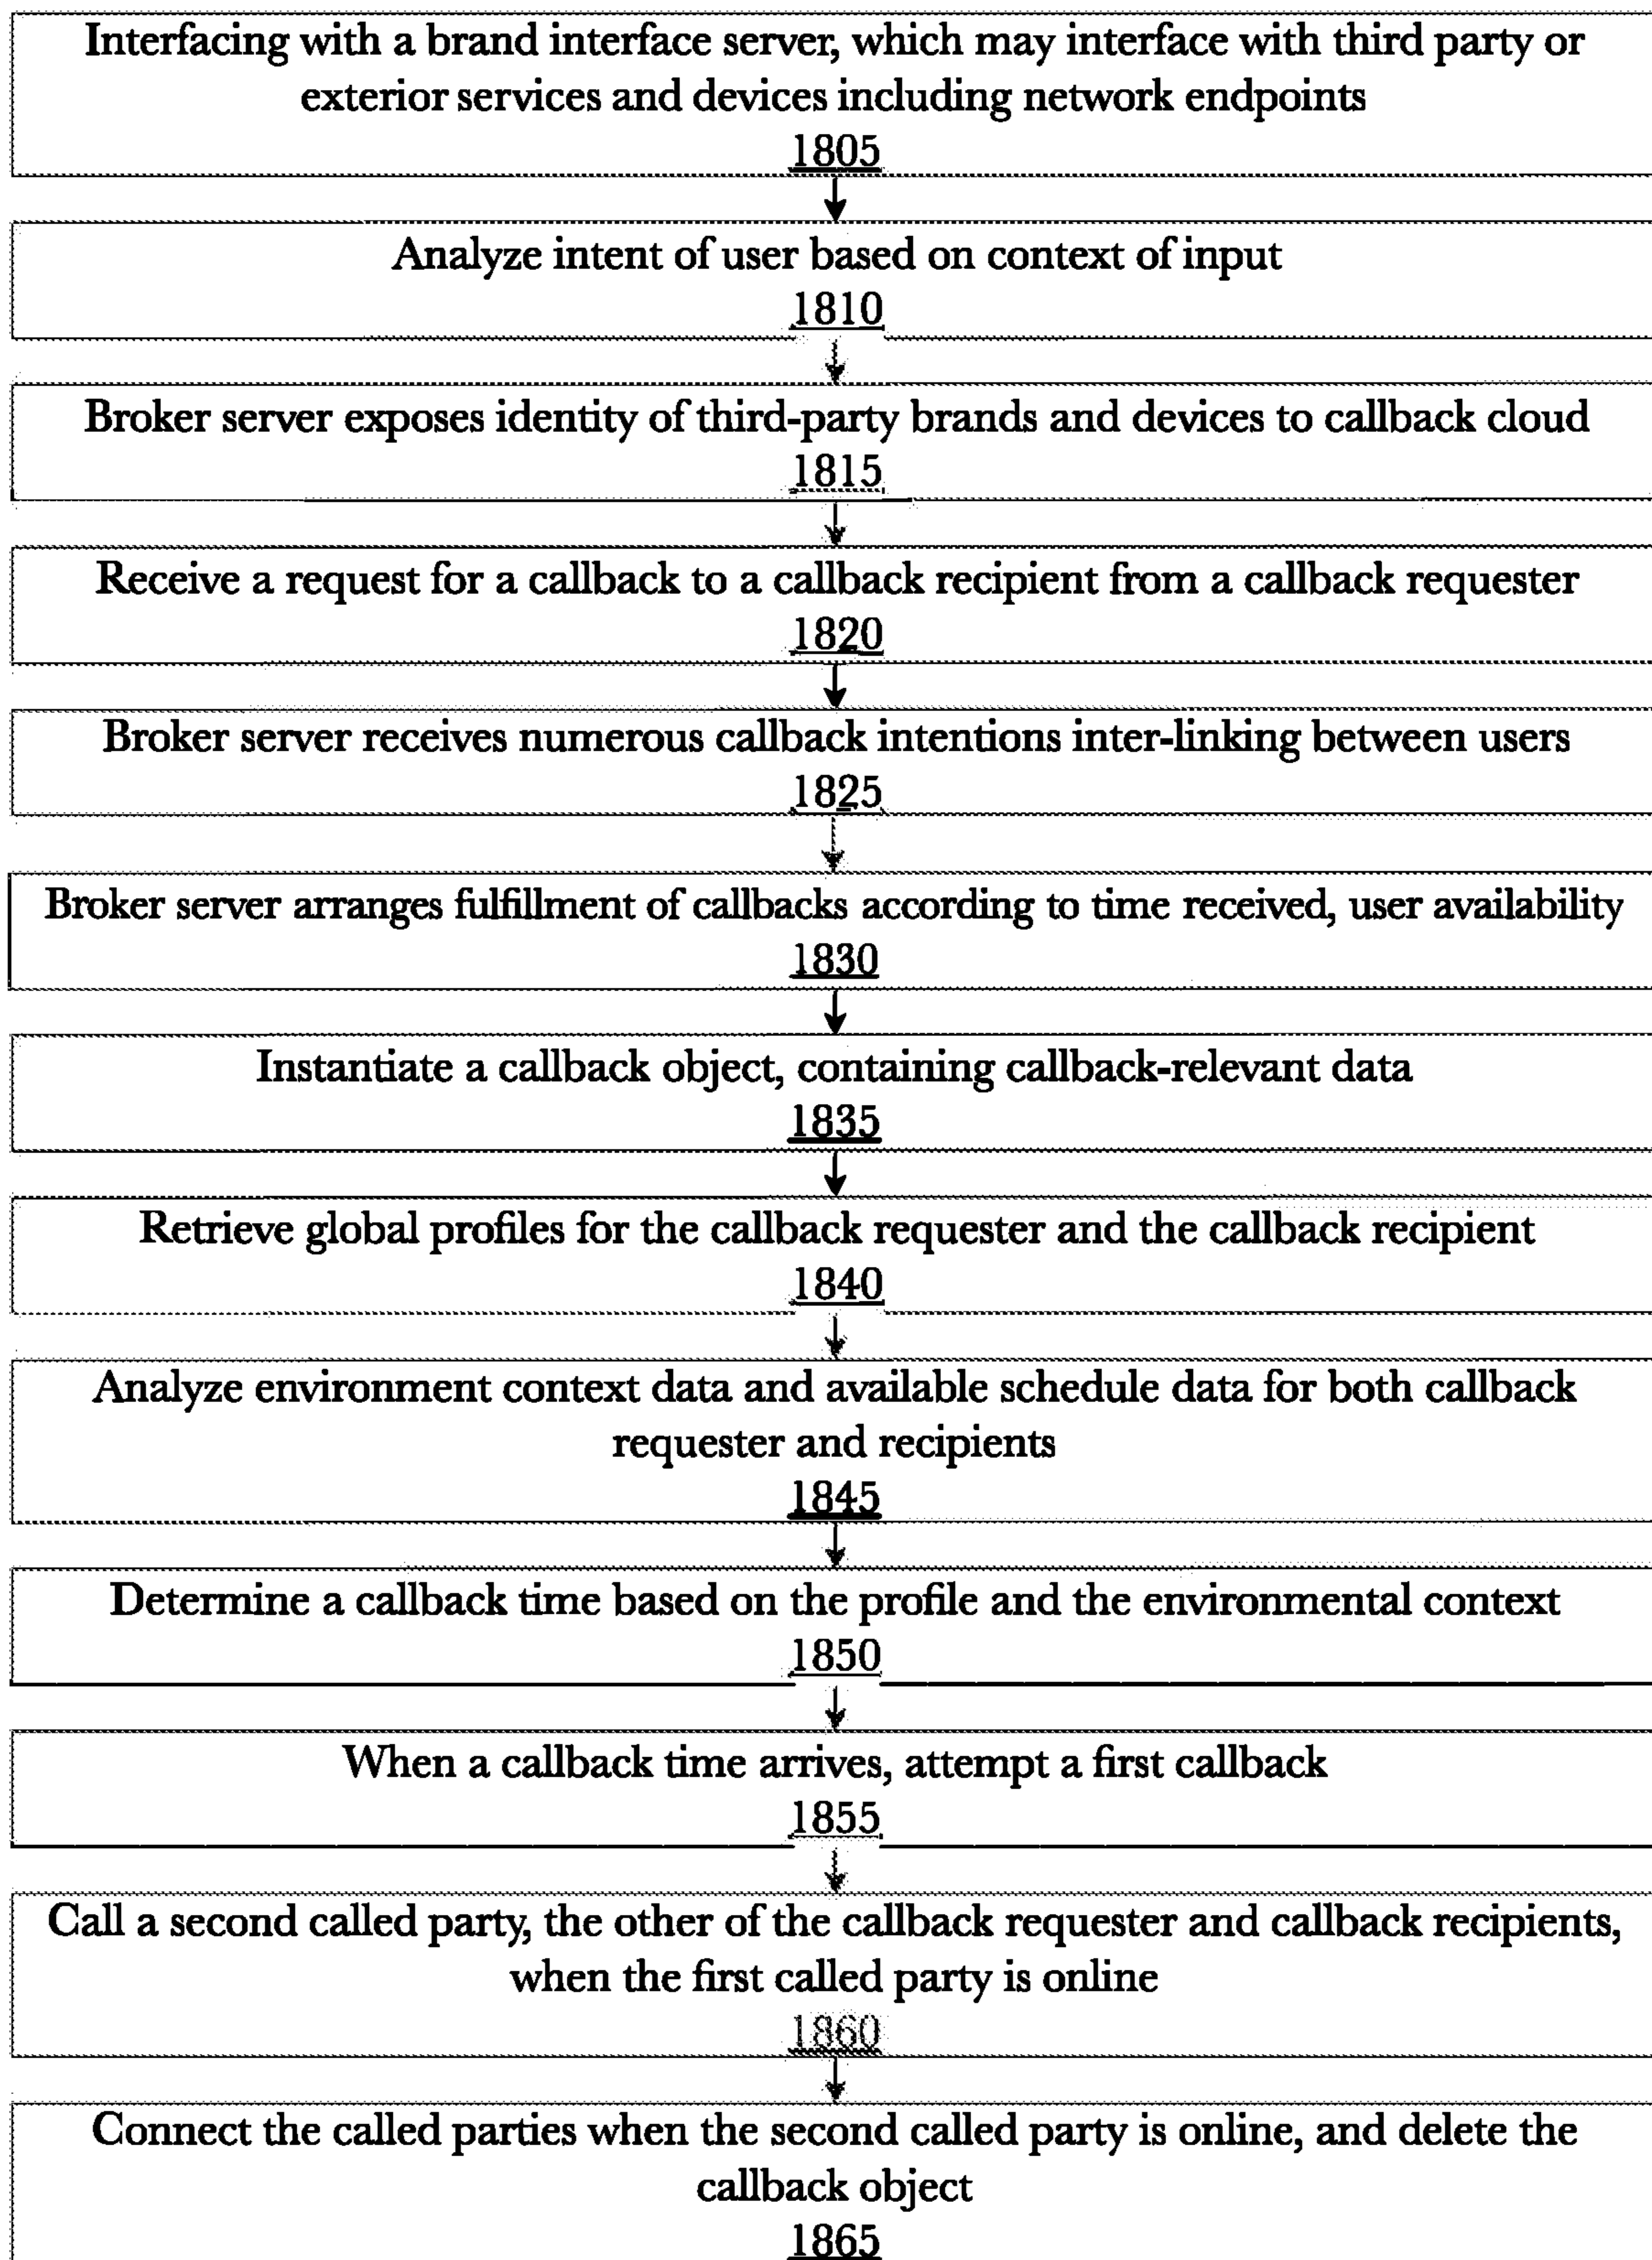 Interfacing with a brand interface server, which may interface with third party or
exterior services and devices including network endpoints
1805
Analyze intent of user based on context of input
1810
Broker server exposes identity of third-party brands and devices to callback cloud
1815
Receive a request for a callback to a callback recipient from a callback requester
1820
Broker server receives numerous callback intentions inter-linking between users
1825
Broker server arranges fulfillment of callbacks according to time received, user availability
1830
Instantiate a callback object, containing callback-relevant data
1835
Retrieve global profiles for the callback requester and the callback recipient
1840
Analyze environment context data and available schedule data for both callback
requester and recipients
1845
Determine a callback time based on the profile and the environmental context
1850
When a callback time arrives, attempt a first callback
1855
Call a second called party, the other of the callback requester and callback recipients,
when the first called party is online
1860
Connect the called parties when the second called party is online, and delete the
callback object
1865